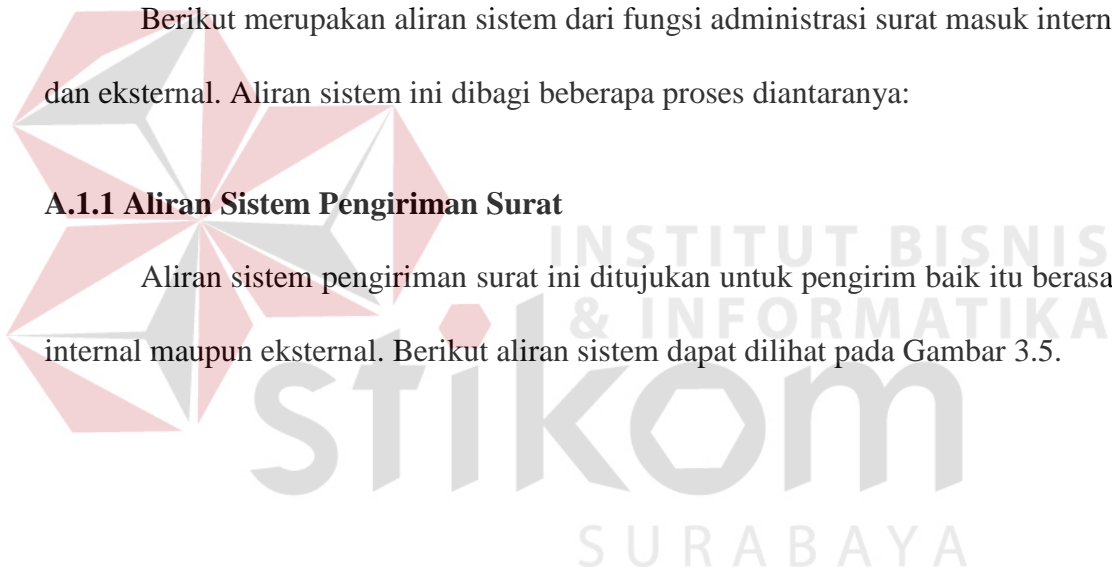 Berikut merupakan aliran sistem dari fungsi administrasi surat masuk intern
dan eksternal. Aliran sistem ini dibagi beberapa proses diantaranya:
A.1.1 Aliran Sistem Pengiriman Surat
Aliran sistem pengiriman surat ini ditujukan untuk pengirim baik itu berasa
internal maupun eksternal. Berikut aliran sistem dapat dilihat pada Gambar 3.5.
INSTITUT BISNIS
& INFORMATIKA
stikom
SURABAYA